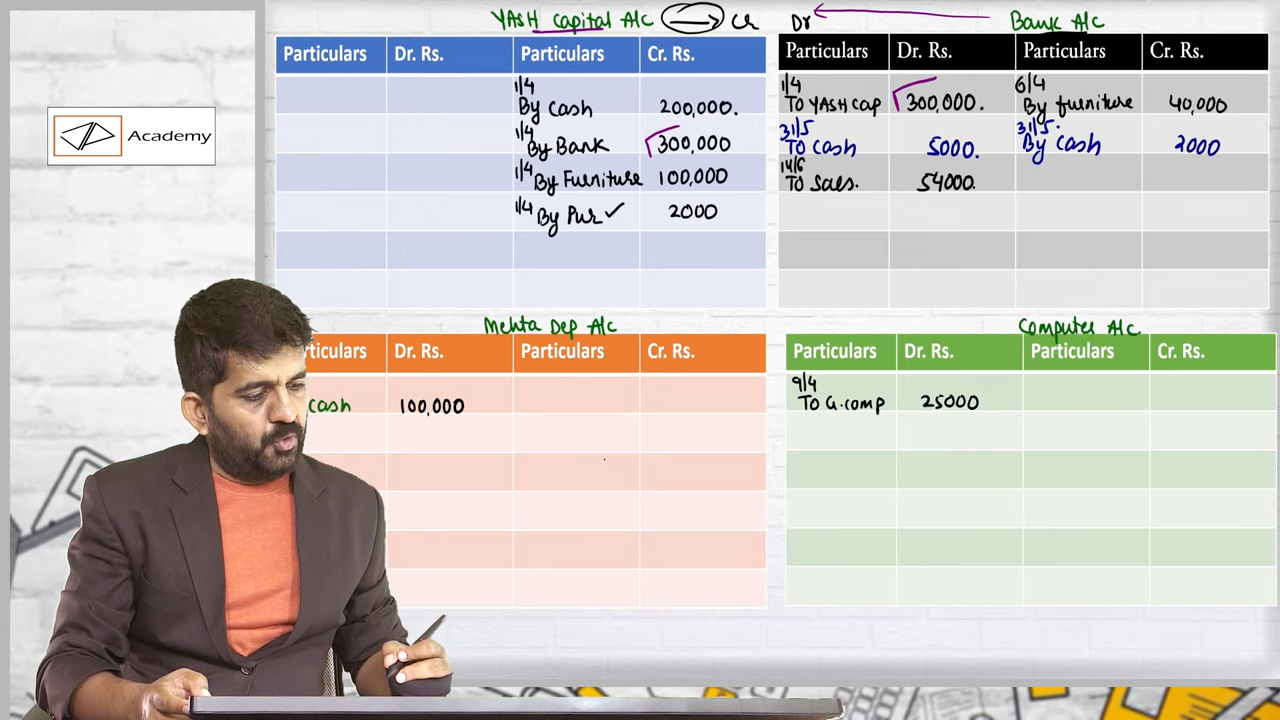 Academy
YASH Capital A/c Cr
Particulars Dr. Rs. Particulars Cr. Rs.
1/4
By Cash 200,000.
1/4
By Bank 300,000
1/4 By Furniture 100,000
1/4 By Pur ✓ 2000
Dr Bank A/c
Particulars Dr. Rs. Particulars Cr. Rs.
1/4 6/4
To YASH Cap 300,000. By furniture 40,000
31/5 31/5.
To Cash 5000. By Cash 2000
14/6
To Sales. 54000.
Mehta Dep A/c
rticulars Dr. Rs. Particulars Cr. Rs.
Cash 100,000
Computer A/c.
Particulars Dr. Rs. Particulars Cr. Rs.
9/4
To G.comp 25000